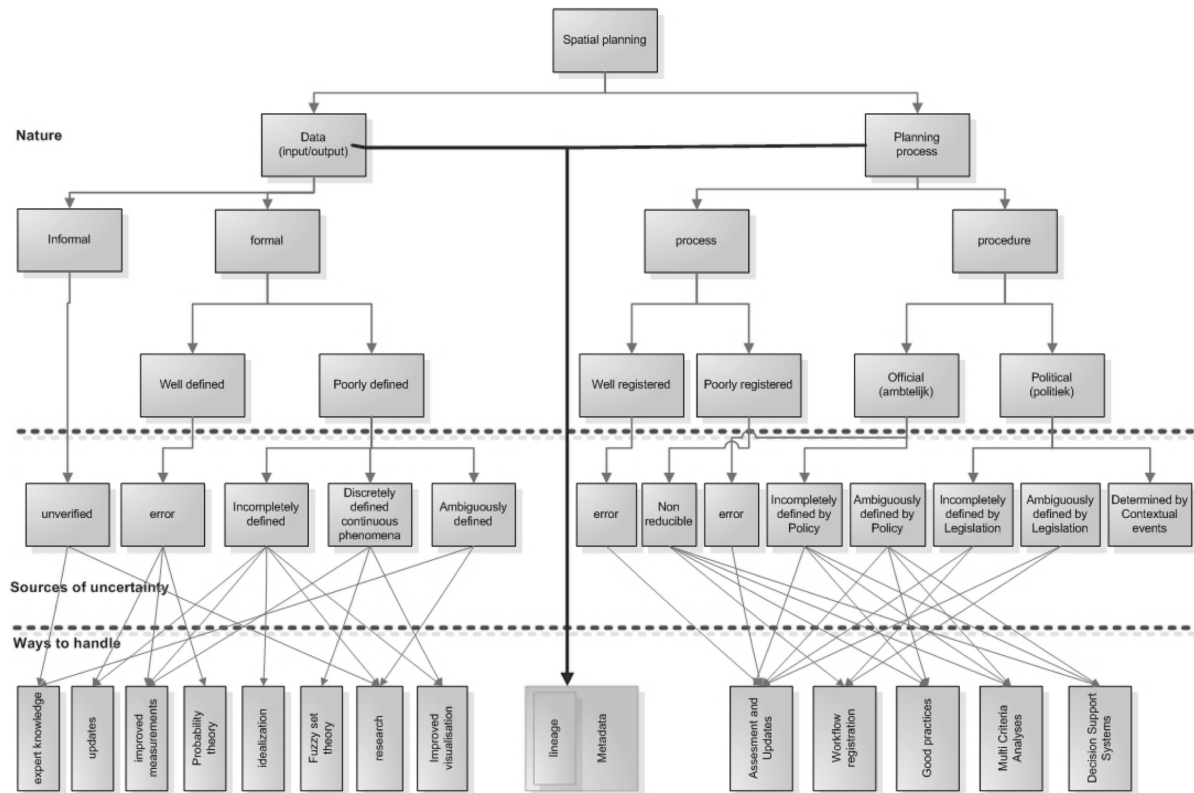 Spatial planning
Nature
Data
(input/output)
Planning
process
Informal
formal
process
procedure
Well defined
Poorly defined
Well registered
Poorly registered
Official
(ambtelijk)
Political
(politiek)
unverified
error
Incompletely
defined
Discretely
defined
continuous
phenomena
Ambiguously
defined
error
Non
reducible
error
Incompletely
defined by
Policy
Ambiguously
defined by
Policy
Incompletely
defined by
Legislation
Ambiguously
defined by
Legislation
Determined by
Contextual
events
Sources of uncertainty
Ways to handle
expert knowledge
updates
improved
measurements
Probability
theory
idealization
Fuzzy set
theory
research
Improved
visualisation
lineage
Metadata
Assesment and
Updates
Workflow
registration
Good practices
Multi Criteria
Analyses
Decision Support
Systems